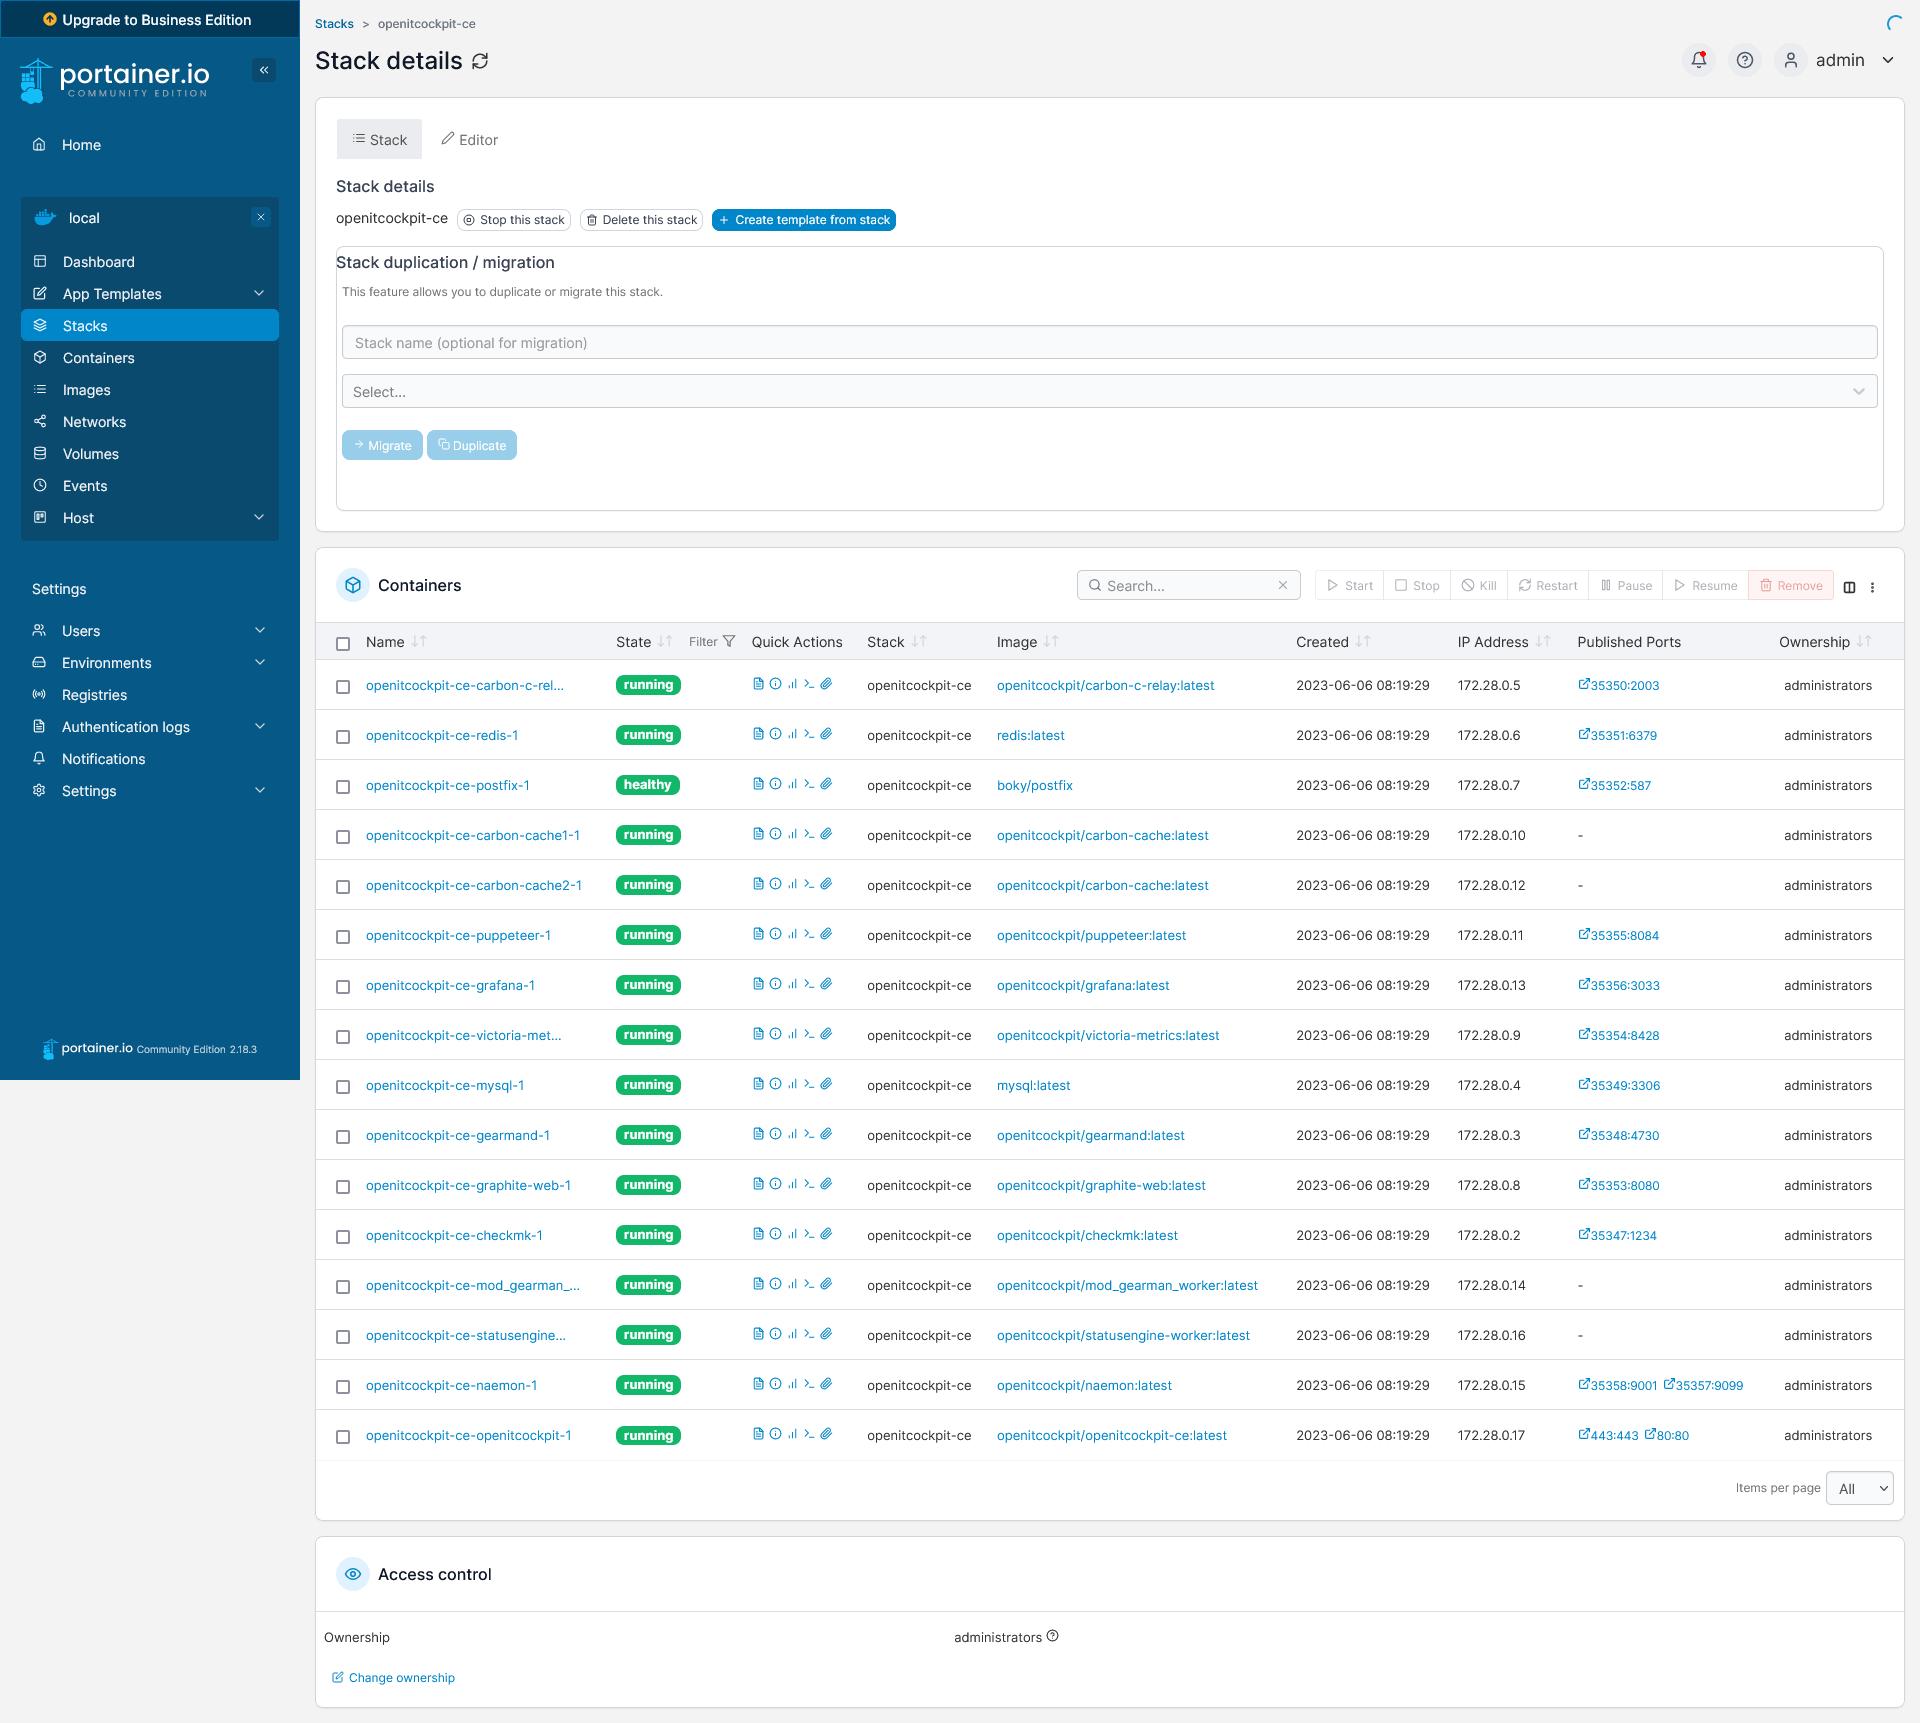 Upgrade to Business Edition
portainer.io
COMMUNITY EDITION
Home
local
Dashboard
App Templates
Stacks
Containers
Images
Networks
Volumes
Events
Host
Settings
Users
Environments
Registries
Authentication logs
Notifications
Settings
portainer.io Community Edition 2.18.3
Stacks > openitcockpit-ce
Stack details
admin
Stack Editor
Stack details
openitcockpit-ce Stop this stack Delete this stack + Create template from stack
Stack duplication / migration
This feature allows you to duplicate or migrate this stack.
Stack name (optional for migration)
Select...
Migrate Duplicate
Containers Search... Start Stop Kill Restart Pause Resume Remove
Name State Filter Quick Actions Stack Image Created IP Address Published Ports Ownership
openitcockpit-ce-carbon-c-rel... running openitcockpit-ce openitcockpit/carbon-c-relay:latest 2023-06-06 08:19:29 172.28.0.5 35350:2003 administrators
openitcockpit-ce-redis-1 running openitcockpit-ce redis:latest 2023-06-06 08:19:29 172.28.0.6 35351:6379 administrators
openitcockpit-ce-postfix-1 healthy openitcockpit-ce boky/postfix 2023-06-06 08:19:29 172.28.0.7 35352:587 administrators
openitcockpit-ce-carbon-cache1-1 running openitcockpit-ce openitcockpit/carbon-cache:latest 2023-06-06 08:19:29 172.28.0.10 - administrators
openitcockpit-ce-carbon-cache2-1 running openitcockpit-ce openitcockpit/carbon-cache:latest 2023-06-06 08:19:29 172.28.0.12 - administrators
openitcockpit-ce-puppeteer-1 running openitcockpit-ce openitcockpit/puppeteer:latest 2023-06-06 08:19:29 172.28.0.11 35355:8084 administrators
openitcockpit-ce-grafana-1 running openitcockpit-ce openitcockpit/grafana:latest 2023-06-06 08:19:29 172.28.0.13 35356:3033 administrators
openitcockpit-ce-victoria-met... running openitcockpit-ce openitcockpit/victoria-metrics:latest 2023-06-06 08:19:29 172.28.0.9 35354:8428 administrators
openitcockpit-ce-mysql-1 running openitcockpit-ce mysql:latest 2023-06-06 08:19:29 172.28.0.4 35349:3306 administrators
openitcockpit-ce-gearmand-1 running openitcockpit-ce openitcockpit/gearmand:latest 2023-06-06 08:19:29 172.28.0.3 35348:4730 administrators
openitcockpit-ce-graphite-web-1 running openitcockpit-ce openitcockpit/graphite-web:latest 2023-06-06 08:19:29 172.28.0.8 35353:8080 administrators
openitcockpit-ce-checkmk-1 running openitcockpit-ce openitcockpit/checkmk:latest 2023-06-06 08:19:29 172.28.0.2 35347:1234 administrators
openitcockpit-ce-mod_gearman_... running openitcockpit-ce openitcockpit/mod_gearman_worker:latest 2023-06-06 08:19:29 172.28.0.14 - administrators
openitcockpit-ce-statusengine... running openitcockpit-ce openitcockpit/statusengine-worker:latest 2023-06-06 08:19:29 172.28.0.16 - administrators
openitcockpit-ce-naemon-1 running openitcockpit-ce openitcockpit/naemon:latest 2023-06-06 08:19:29 172.28.0.15 35358:9001 35357:9099 administrators
openitcockpit-ce-openitcockpit-1 running openitcockpit-ce openitcockpit/openitcockpit-ce:latest 2023-06-06 08:19:29 172.28.0.17 443:443 80:80 administrators
Items per page All
Access control
Ownership administrators
Change ownership